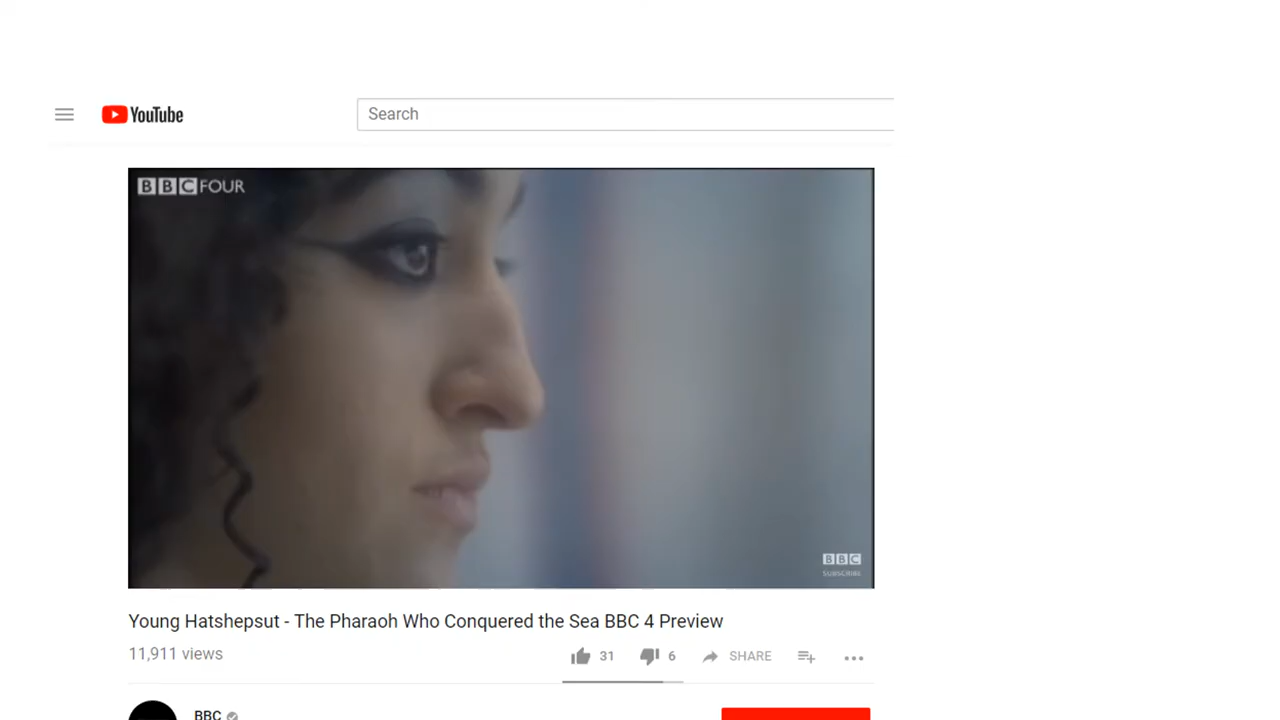 YouTube
Search
BBC FOUR
BBC
SUBSCRIBE
Young Hatshepsut - The Pharaoh Who Conquered the Sea BBC 4 Preview
11,911 views
31
6
SHARE
BBC